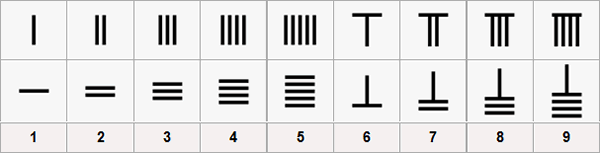 𝍩 𝍪 𝍫 𝍬 𝍭 𝍮 𝍯 𝍰 𝍱
𝍠 𝍡 𝍢 𝍣 𝍤 𝍥 𝍦 𝍧 𝍨
1 2 3 4 5 6 7 8 9